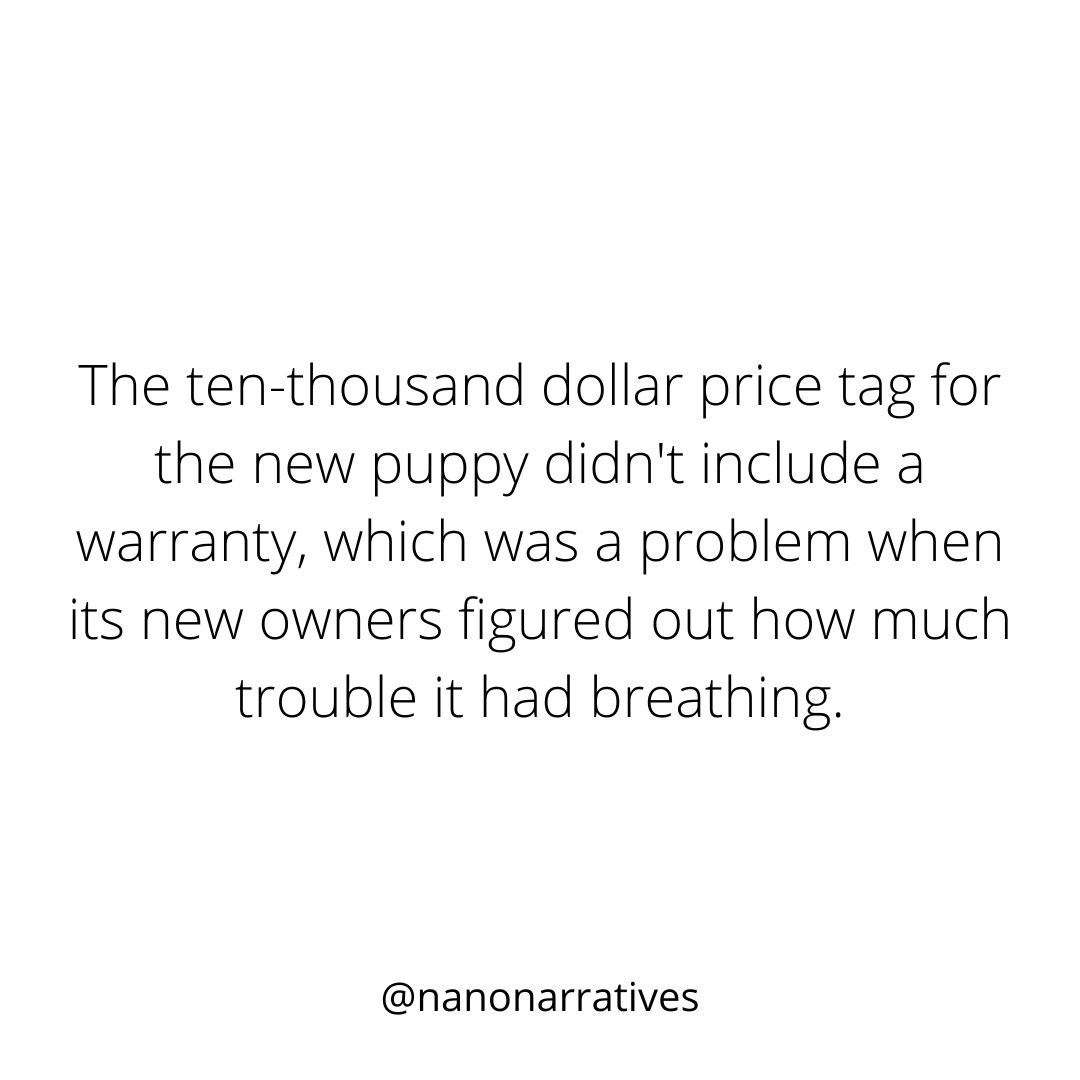 The ten-thousand dollar price tag for
the new puppy didn't include a
warranty, which was a problem when
its new owners figured out how much
trouble it had breathing.
@nanonarratives